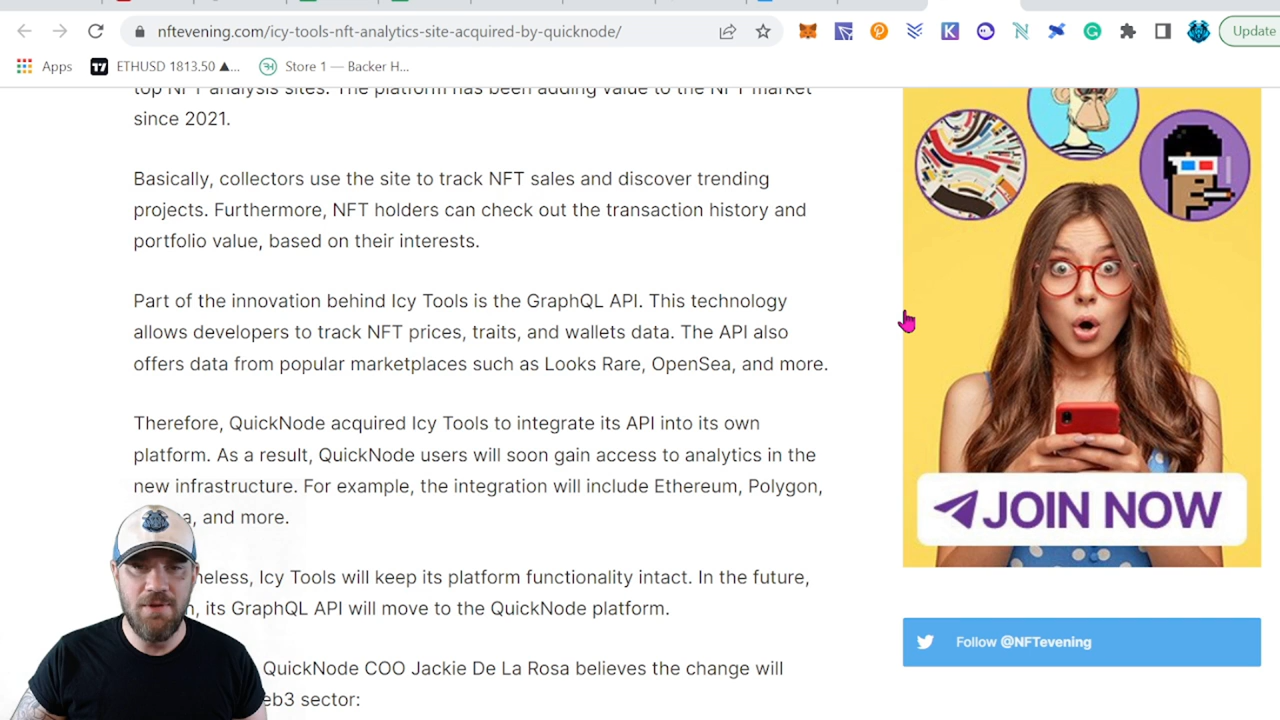 nftevening.com/icy-tools-nft-analytics-site-acquired-by-quicknode/
Update
Apps
ETHUSD 1813.50 ▲...
Store 1 — Backer H...
top NFT analysis sites. The platform has been adding value to the NFT market
since 2021.
Basically, collectors use the site to track NFT sales and discover trending
projects. Furthermore, NFT holders can check out the transaction history and
portfolio value, based on their interests.
Part of the innovation behind Icy Tools is the GraphQL API. This technology
allows developers to track NFT prices, traits, and wallets data. The API also
offers data from popular marketplaces such as Looks Rare, OpenSea, and more.
Therefore, QuickNode acquired Icy Tools to integrate its API into its own
platform. As a result, QuickNode users will soon gain access to analytics in the
new infrastructure. For example, the integration will include Ethereum, Polygon,
and more.
Icy Tools will keep its platform functionality intact. In the future,
its GraphQL API will move to the QuickNode platform.
QuickNode COO Jackie De La Rosa believes the change will
sector:
JOIN NOW
Follow @NFTevening